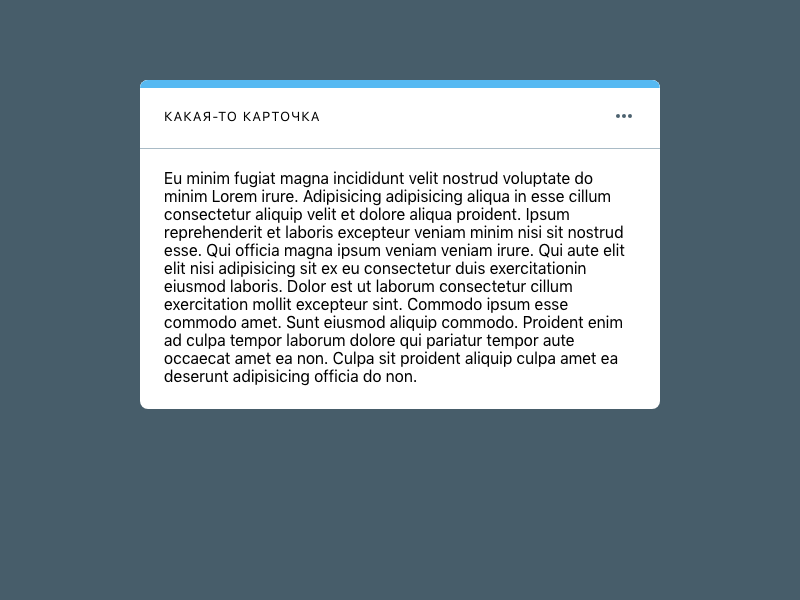 КАКАЯ-ТО КАРТОЧКА
Eu minim fugiat magna incididunt velit nostrud voluptate do
minim Lorem irure. Adipisicing adipisicing aliqua in esse cillum
consectetur aliquip velit et dolore aliqua proident. Ipsum
reprehenderit et laboris excepteur veniam minim nisi sit nostrud
esse. Qui officia magna ipsum veniam veniam irure. Qui aute elit
elit nisi adipisicing sit ex eu consectetur duis exercitationin
eiusmod laboris. Dolor est ut laborum consectetur cillum
exercitation mollit excepteur sint. Commodo ipsum esse
commodo amet. Sunt eiusmod aliquip commodo. Proident enim
ad culpa tempor laborum dolore qui pariatur tempor aute
occaecat amet ea non. Culpa sit proident aliquip culpa amet ea
deserunt adipisicing officia do non.